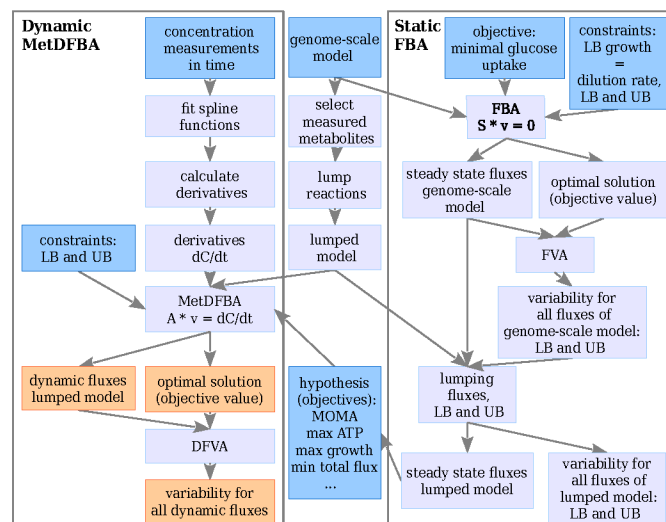 Dynamic
MetDFBA
concentration
measurements
in time
fit spline
functions
calculate
derivatives
derivatives
dC/dt
constraints:
LB and UB
MetDFBA
A * v = dC/dt
dynamic fluxes
lumped model
optimal solution
(objective value)
DFVA
variability for
all dynamic fluxes
genome-scale
model
select
measured
metabolites
lump
reactions
lumped
model
hypothesis
(objectives):
MOMA
max ATP
max growth
min total flux
...
Static
FBA
objective:
minimal glucose
uptake
constraints:
LB growth
=
dilution rate,
LB and UB
FBA
S * v = 0
steady state fluxes
genome-scale
model
optimal solution
(objective value)
FVA
variability for
all fluxes of
genome-scale model:
LB and UB
lumping
fluxes,
LB and UB
steady state fluxes
lumped model
variability for
all fluxes of
lumped model:
LB and UB